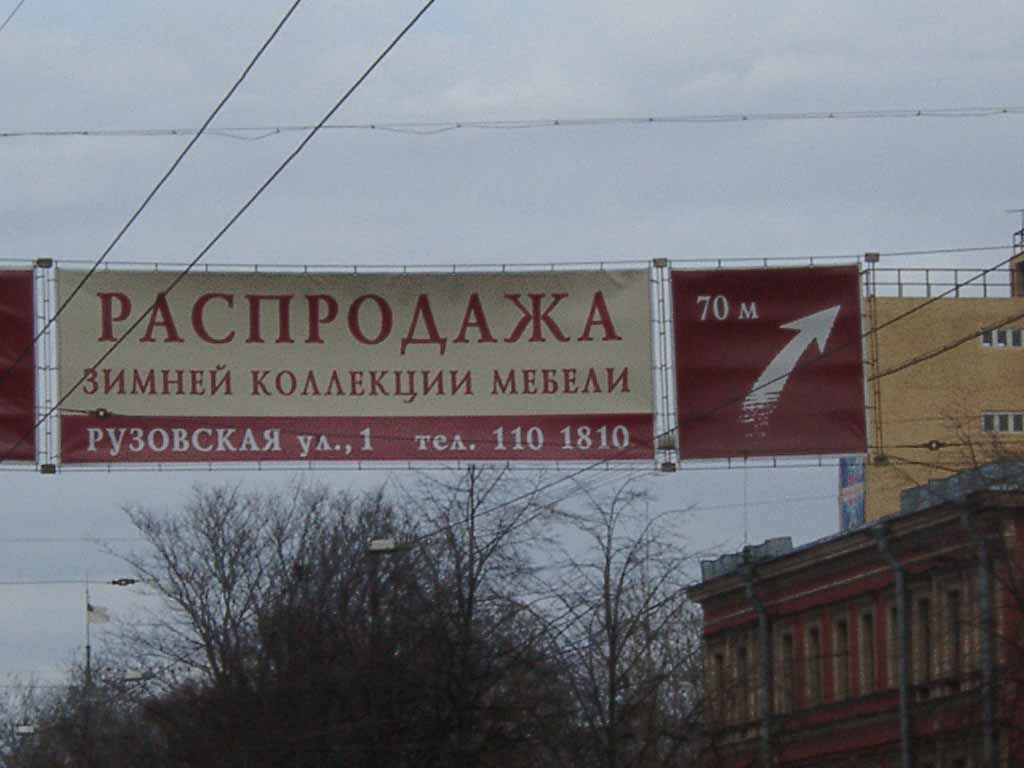 РАСПРОДАЖА
ЗИМНЕЙ КОЛЛЕКЦИИ МЕБЕЛИ
РУЗОВСКАЯ ул.,1 тел. 110 1810
70 м